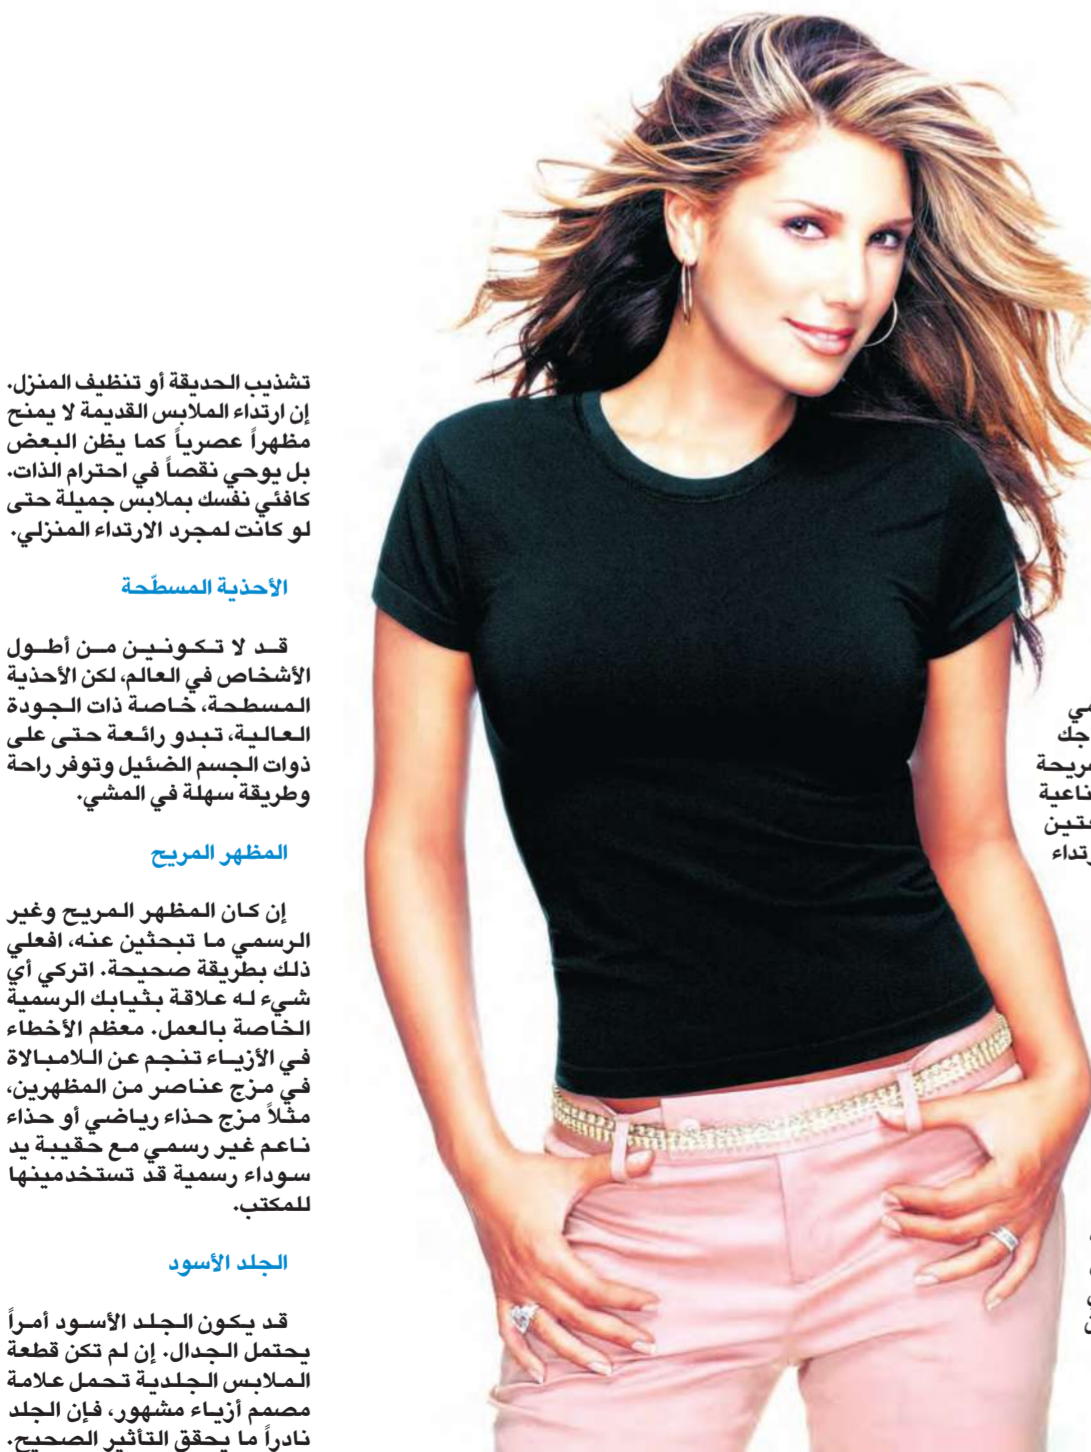 تشذيب الحديقة أو تنظيف المنزل.
إن ارتداء الملابس القديمة لا يمنح
مظهراً عصرياً كما يظن البعض
بل يوحي نقصاً في احترام الذات.
كافئي نفسك بملابس جميلة حتى
لو كانت لمجرد الارتداء المنزلي.
الأحذية المسطّحة
قد لا تكونين من أطول
الأشخاص في العالم، لكن الأحذية
المسطحة، خاصة ذات الجودة
العالية، تبدو رائعة حتى على
ذوات الجسم الضئيل وتوفر راحة
وطريقة سهلة في المشي.
المظهر المريح
إن كان المظهر المريح وغير
الرسمي ما تبحثين عنه، افعلي
ذلك بطريقة صحيحة. اتركي أي
شيء له علاقة بثيابك الرسمية
الخاصة بالعمل. معظم الأخطاء
في الأزياء تنجم عن اللامبالاة
في مزج عناصر من المظهرين،
مثلاً مزج حذاء رياضي أو حذاء
ناعم غير رسمي مع حقيبة يد
سوداء رسمية قد تستخدمينها
للمكتب.
الجلد الأسود
قد يكون الجلد الأسود أمراً
يحتمل الجدال. إن لم تكن قطعة
الملابس الجلدية تحمل علامة
مصمم أزياء مشهور، فإن الجلد
نادراً ما يحقق التأثير الصحيح.